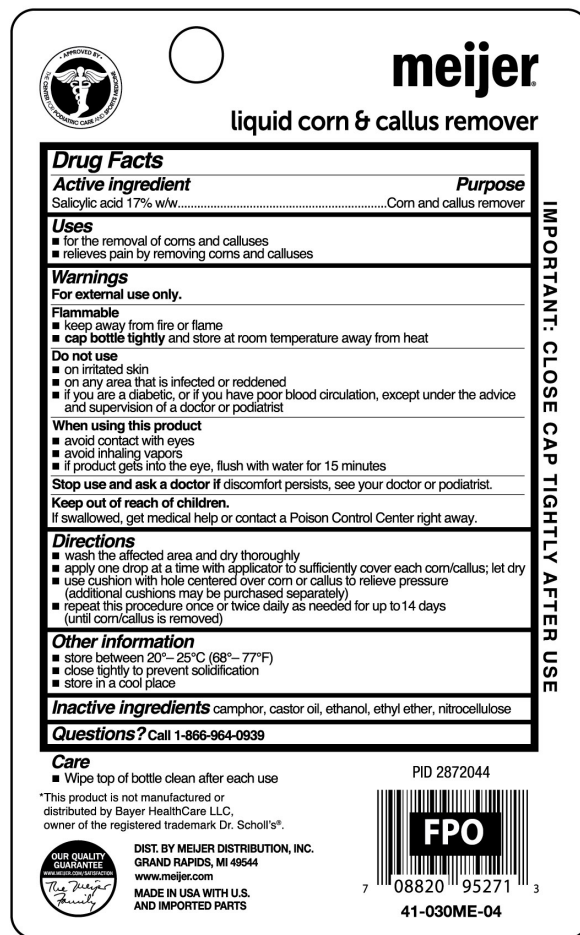 • APPROVED BY •
THE CENTER FOR PODIATRIC CARE AND SPORTS MEDICINE
meijer®
liquid corn & callus remover
Drug Facts
Active ingredient Purpose
Salicylic acid 17% w/w................................................................Corn and callus remover
Uses
■ for the removal of corns and calluses
■ relieves pain by removing corns and calluses
Warnings
For external use only.
Flammable
■ keep away from fire or flame
■ cap bottle tightly and store at room temperature away from heat
Do not use
■ on irritated skin
■ on any area that is infected or reddened
■ if you are a diabetic, or if you have poor blood circulation, except under the advice
and supervision of a doctor or podiatrist
When using this product
■ avoid contact with eyes
■ avoid inhaling vapors
■ if product gets into the eye, flush with water for 15 minutes
Stop use and ask a doctor if discomfort persists, see your doctor or podiatrist.
Keep out of reach of children.
If swallowed, get medical help or contact a Poison Control Center right away.
Directions
■ wash the affected area and dry thoroughly
■ apply one drop at a time with applicator to sufficiently cover each corn/callus; let dry
■ use cushion with hole centered over corn or callus to relieve pressure
(additional cushions may be purchased separately)
■ repeat this procedure once or twice daily as needed for up to 14 days
(until corn/callus is removed)
Other information
■ store between 20°– 25°C (68°– 77°F)
■ close tightly to prevent solidification
■ store in a cool place
Inactive ingredients camphor, castor oil, ethanol, ethyl ether, nitrocellulose
Questions? Call 1-866-964-0939
IMPORTANT: CLOSE CAP TIGHTLY AFTER USE
Care
■ Wipe top of bottle clean after each use
*This product is not manufactured or
distributed by Bayer HealthCare LLC,
owner of the registered trademark Dr. Scholl's®.
OUR QUALITY
GUARANTEE
WWW.MEIJER.COM/SATISFACTION
The Meijer
Family
DIST. BY MEIJER DISTRIBUTION, INC.
GRAND RAPIDS, MI 49544
www.meijer.com
MADE IN USA WITH U.S.
AND IMPORTED PARTS
PID 2872044
FPO
7 08820 95271 3
41-030ME-04